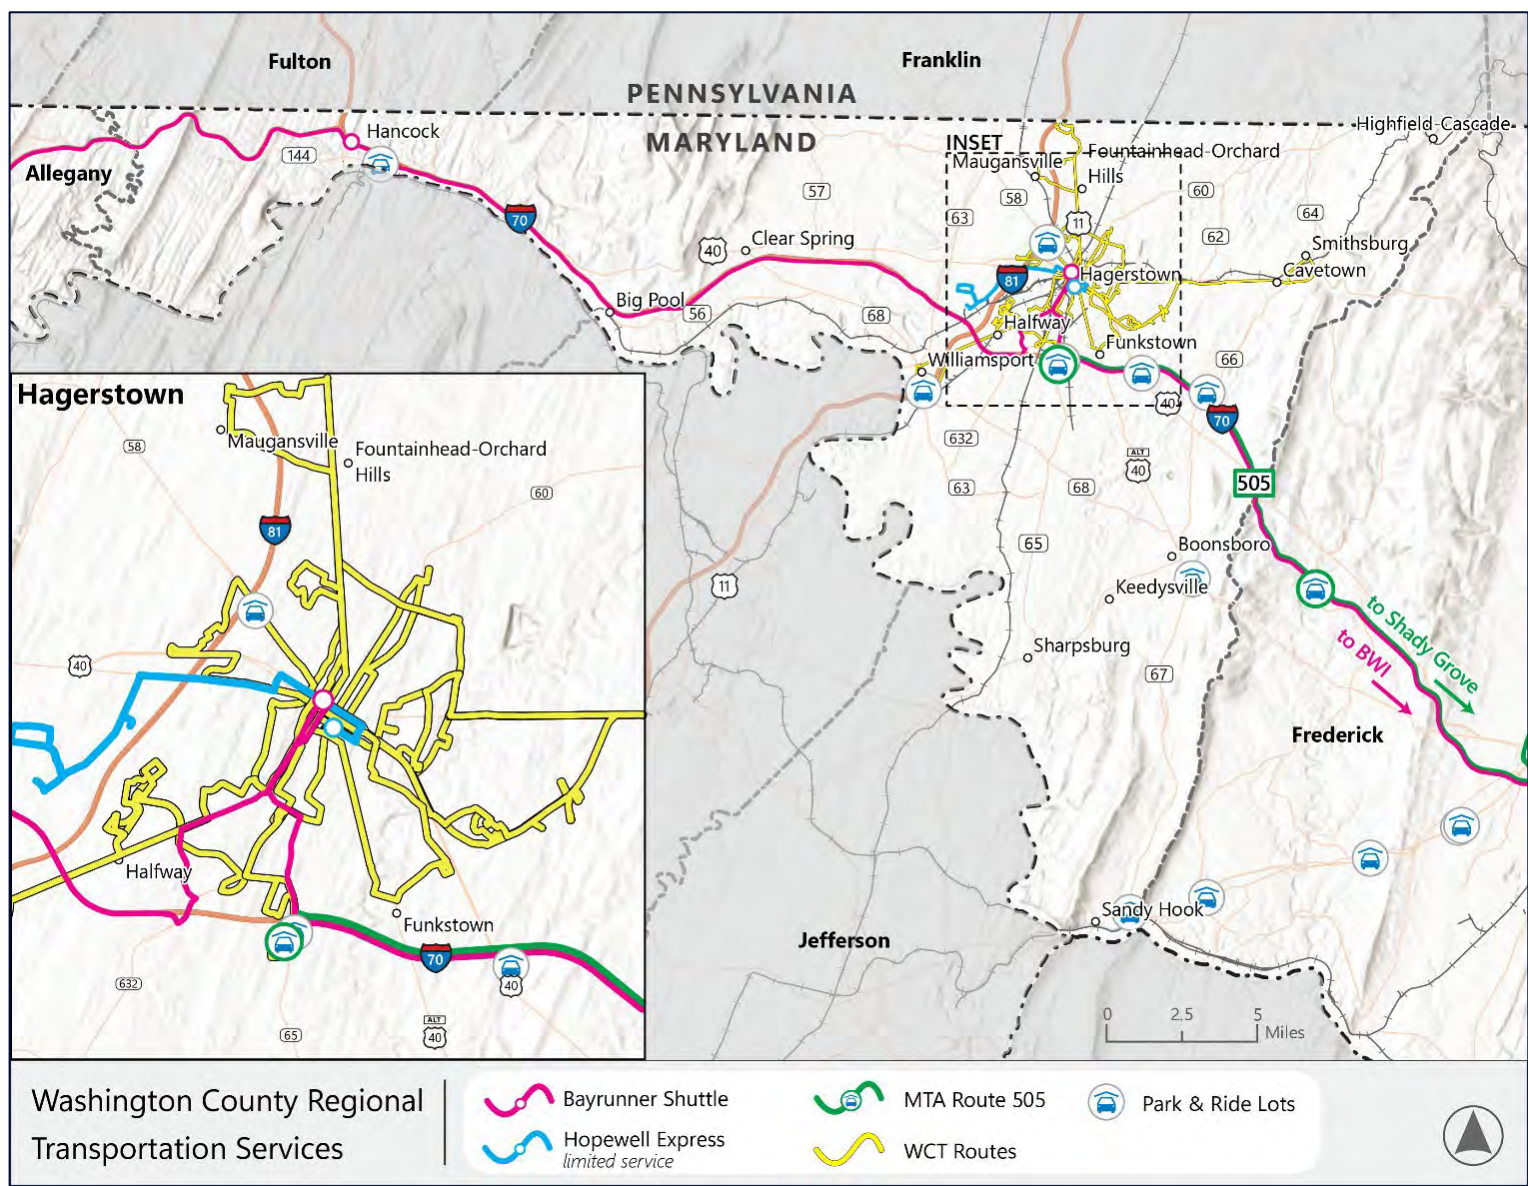 Fulton
Franklin
PENNSYLVANIA
MARYLAND
Hancock
144
Allegany
70
57
40
Clear Spring
Big Pool
56
68
INSET
Maugansville
Fountainhead-Orchard
Hills
58
63
11
60
62
64
Highfield-Cascade
Smithsburg
Cavetown
Hagerstown
81
Halfway
Funkstown
Williamsport
66
40
70
632
63
68
ALT
40
505
65
11
Boonsboro
Keedysville
Sharpsburg
67
to Shady Grove
to BWI
Frederick
Sandy Hook
Jefferson
0 2.5 5
Miles
Hagerstown
Maugansville
58
Fountainhead-Orchard
Hills
60
81
40
Halfway
Funkstown
70
40
632
65
ALT
40
Washington County Regional
Transportation Services
Bayrunner Shuttle
Hopewell Express
limited service
MTA Route 505
WCT Routes
Park & Ride Lots